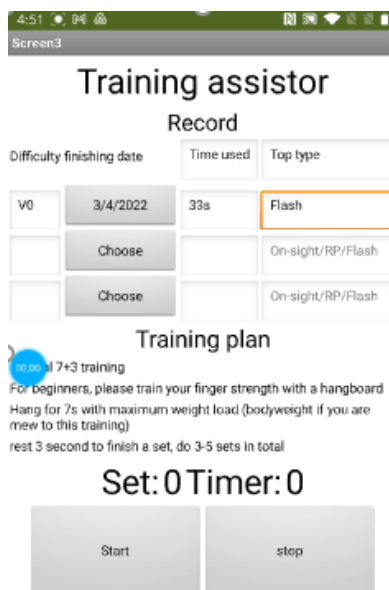 4:51
Screen3
Training assistor
Record
Difficulty finishing date Time used Top type
V0 3/4/2022 33s Flash
Choose On-sight/RP/Flash
Choose On-sight/RP/Flash
Training plan
00:00 l 7+3 training
For beginners, please train your finger strength with a hangboard
Hang for 7s with maximum weight load (bodyweight if you are
mew to this training)
rest 3 second to finish a set, do 3-5 sets in total
Set: 0 Timer: 0
Start stop